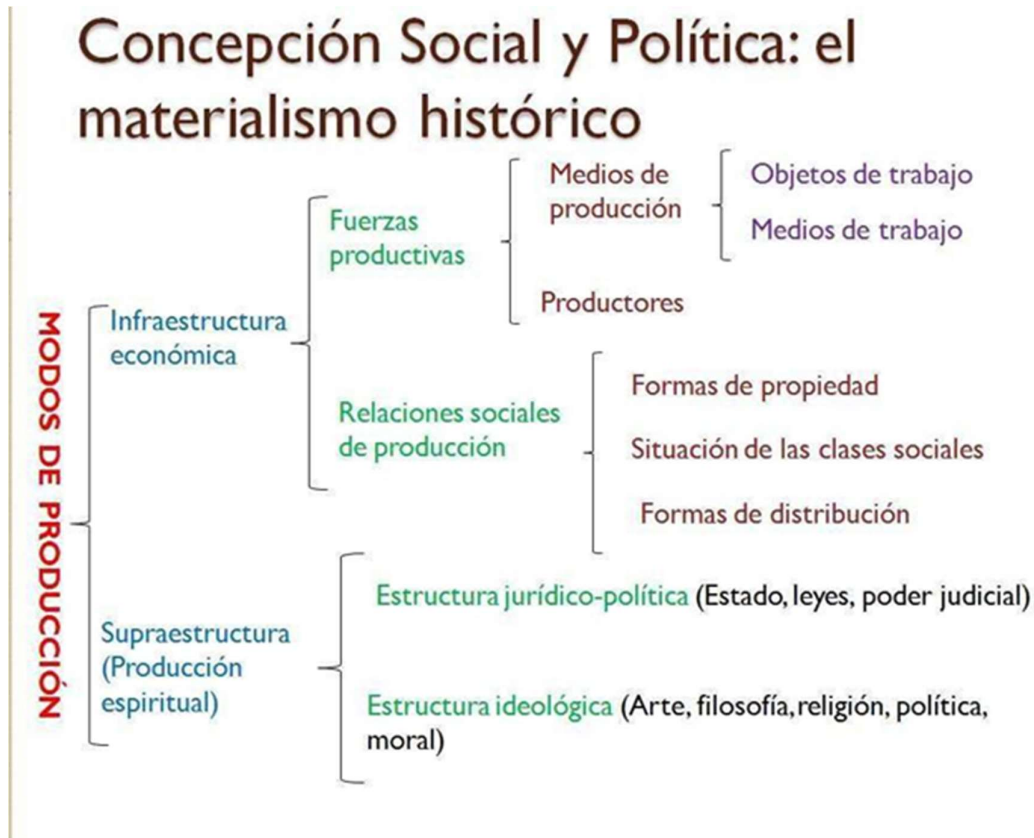 Concepción Social y Política: el
materialismo histórico
MODOS DE PRODUCCIÓN
Infraestructura
económica
Fuerzas
productivas
Medios de
producción
Objetos de trabajo
Medios de trabajo
Productores
Relaciones sociales
de producción
Formas de propiedad
Situación de las clases sociales
Formas de distribución
Supraestructura
(Producción
espiritual)
Estructura jurídico-política (Estado, leyes, poder judicial)
Estructura ideológica (Arte, filosofía, religión, política,
moral)